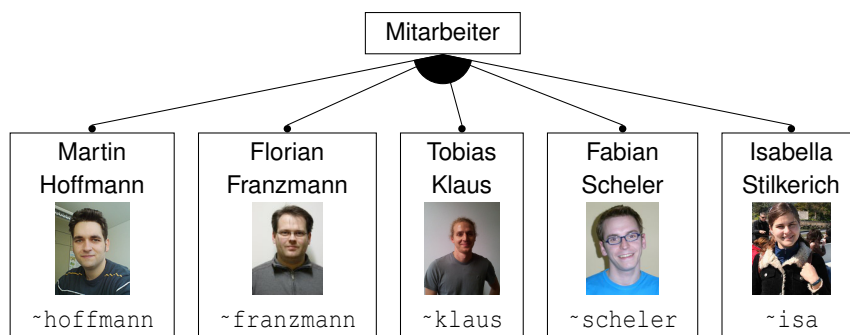 Mitarbeiter
Martin
Hoffmann
~hoffmann
Florian
Franzmann
~franzmann
Tobias
Klaus
~klaus
Fabian
Scheler
~scheler
Isabella
Stilkerich
~isa